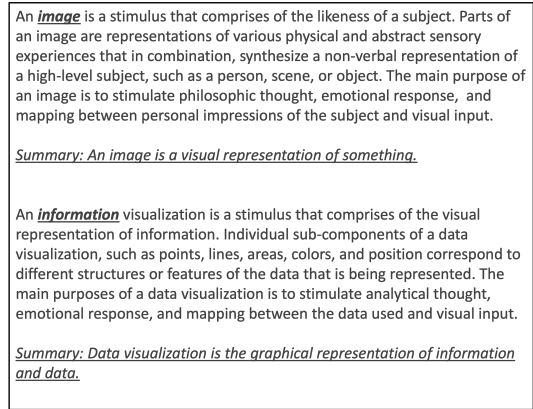 An image is a stimulus that comprises of the likeness of a subject. Parts of
an image are representations of various physical and abstract sensory
experiences that in combination, synthesize a non-verbal representation of
a high-level subject, such as a person, scene, or object. The main purpose of
an image is to stimulate philosophic thought, emotional response,  and
mapping between personal impressions of the subject and visual input.
Summary: An image is a visual representation of something.
An information visualization is a stimulus that comprises of the visual
representation of information. Individual sub-components of a data
visualization, such as points, lines, areas, colors, and position correspond to
different structures or features of the data that is being represented. The
main purposes of a data visualization is to stimulate analytical thought,
emotional response, and mapping between the data used and visual input.
Summary: Data visualization is the graphical representation of information
and data.